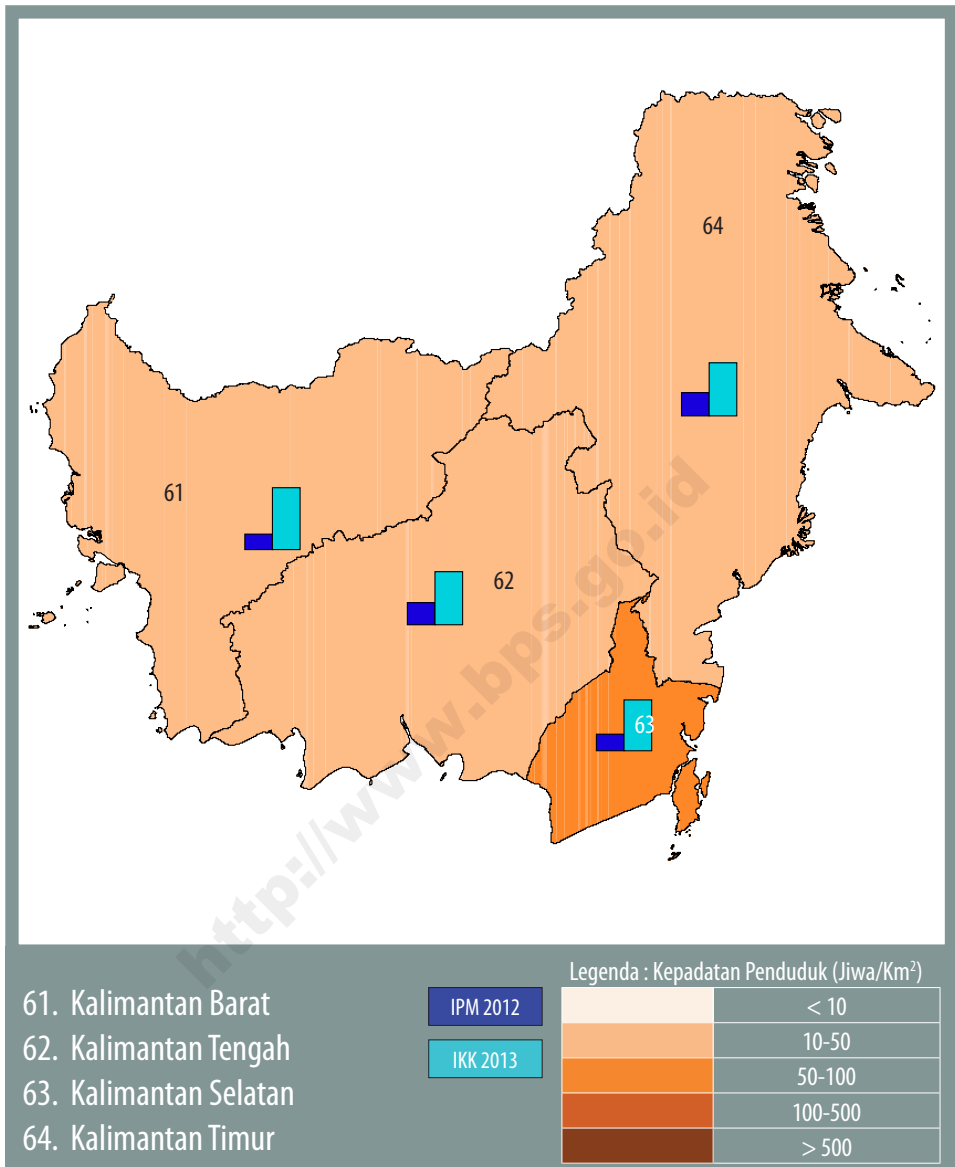 64
61
62
63
http://www.bps.go.id
61. Kalimantan Barat
62. Kalimantan Tengah
63. Kalimantan Selatan
64. Kalimantan Timur
IPM 2012
IKK 2013
Legenda : Kepadatan Penduduk (Jiwa/Km²)
< 10
10-50
50-100
100-500
> 500